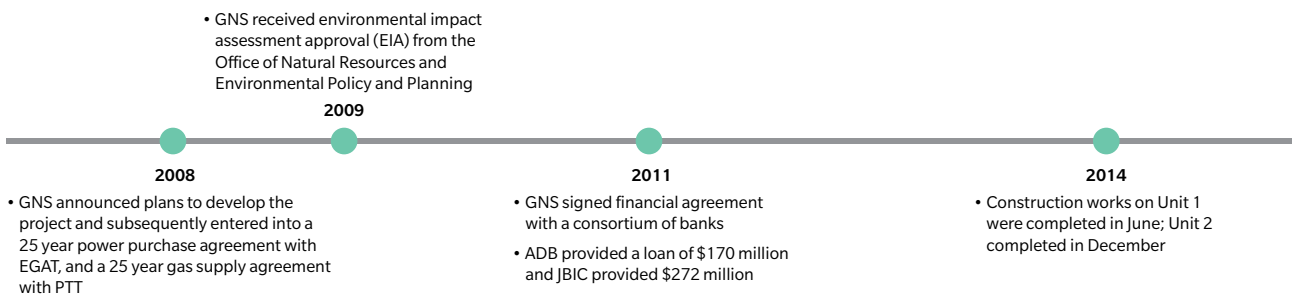 • GNS received environmental impact
assessment approval (EIA) from the
Office of Natural Resources and
Environmental Policy and Planning
2009
2008
• GNS announced plans to develop the
project and subsequently entered into a
25 year power purchase agreement with
EGAT, and a 25 year gas supply agreement
with PTT
2011
• GNS signed financial agreement
with a consortium of banks
• ADB provided a loan of $170 million
and JBIC provided $272 million
2014
• Construction works on Unit 1
were completed in June; Unit 2
completed in December